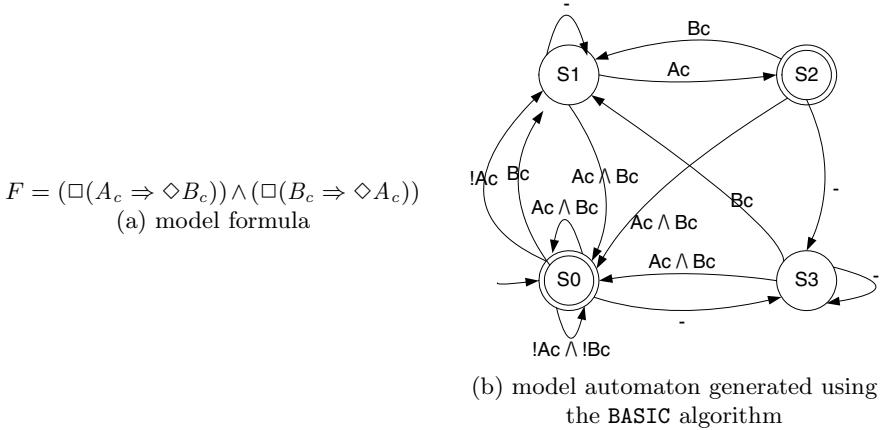 F = (□(A_c ⇒ ◇B_c)) ∧ (□(B_c ⇒ ◇A_c))
(a) model formula
-
Bc
S1
Ac
S2
!Ac
Bc
Ac /\ Bc
Ac /\ Bc
Ac /\ Bc
Bc
-
Ac /\ Bc
S0
S3
-
-
!Ac /\ !Bc
(b) model automaton generated using
the BASIC algorithm